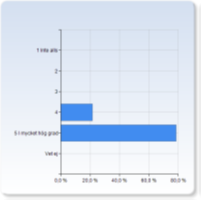 1 Inte alls
2
3
4
5 I mycket hög grad
Vet ej
0,0 %
20,0 %
40,0 %
60,0 %
80,0 %